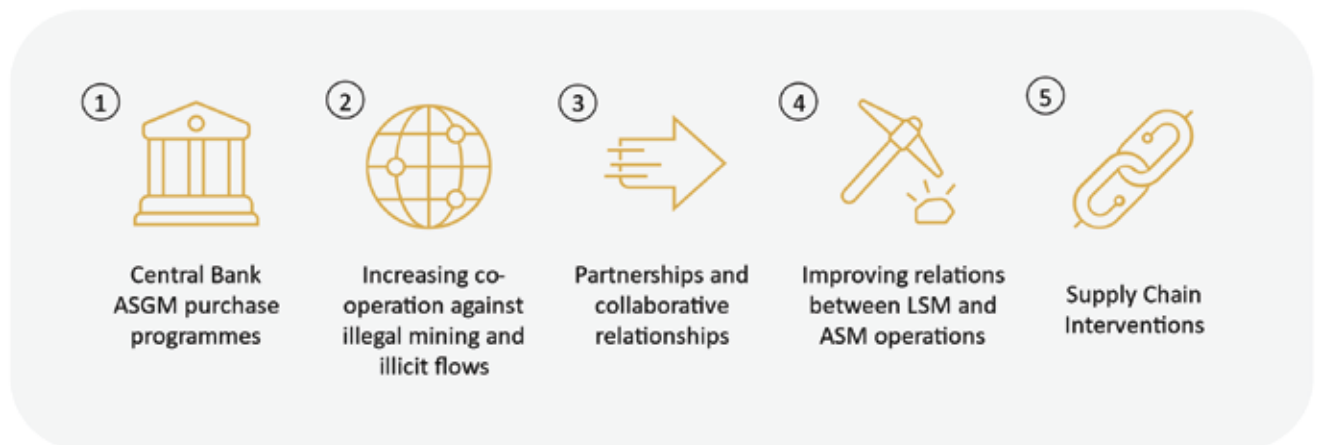 1
Central Bank
ASGM purchase
programmes
2
Increasing co-
operation against
illegal mining and
illicit flows
3
Partnerships and
collaborative
relationships
4
Improving relations
between LSM and
ASM operations
5
Supply Chain
Interventions